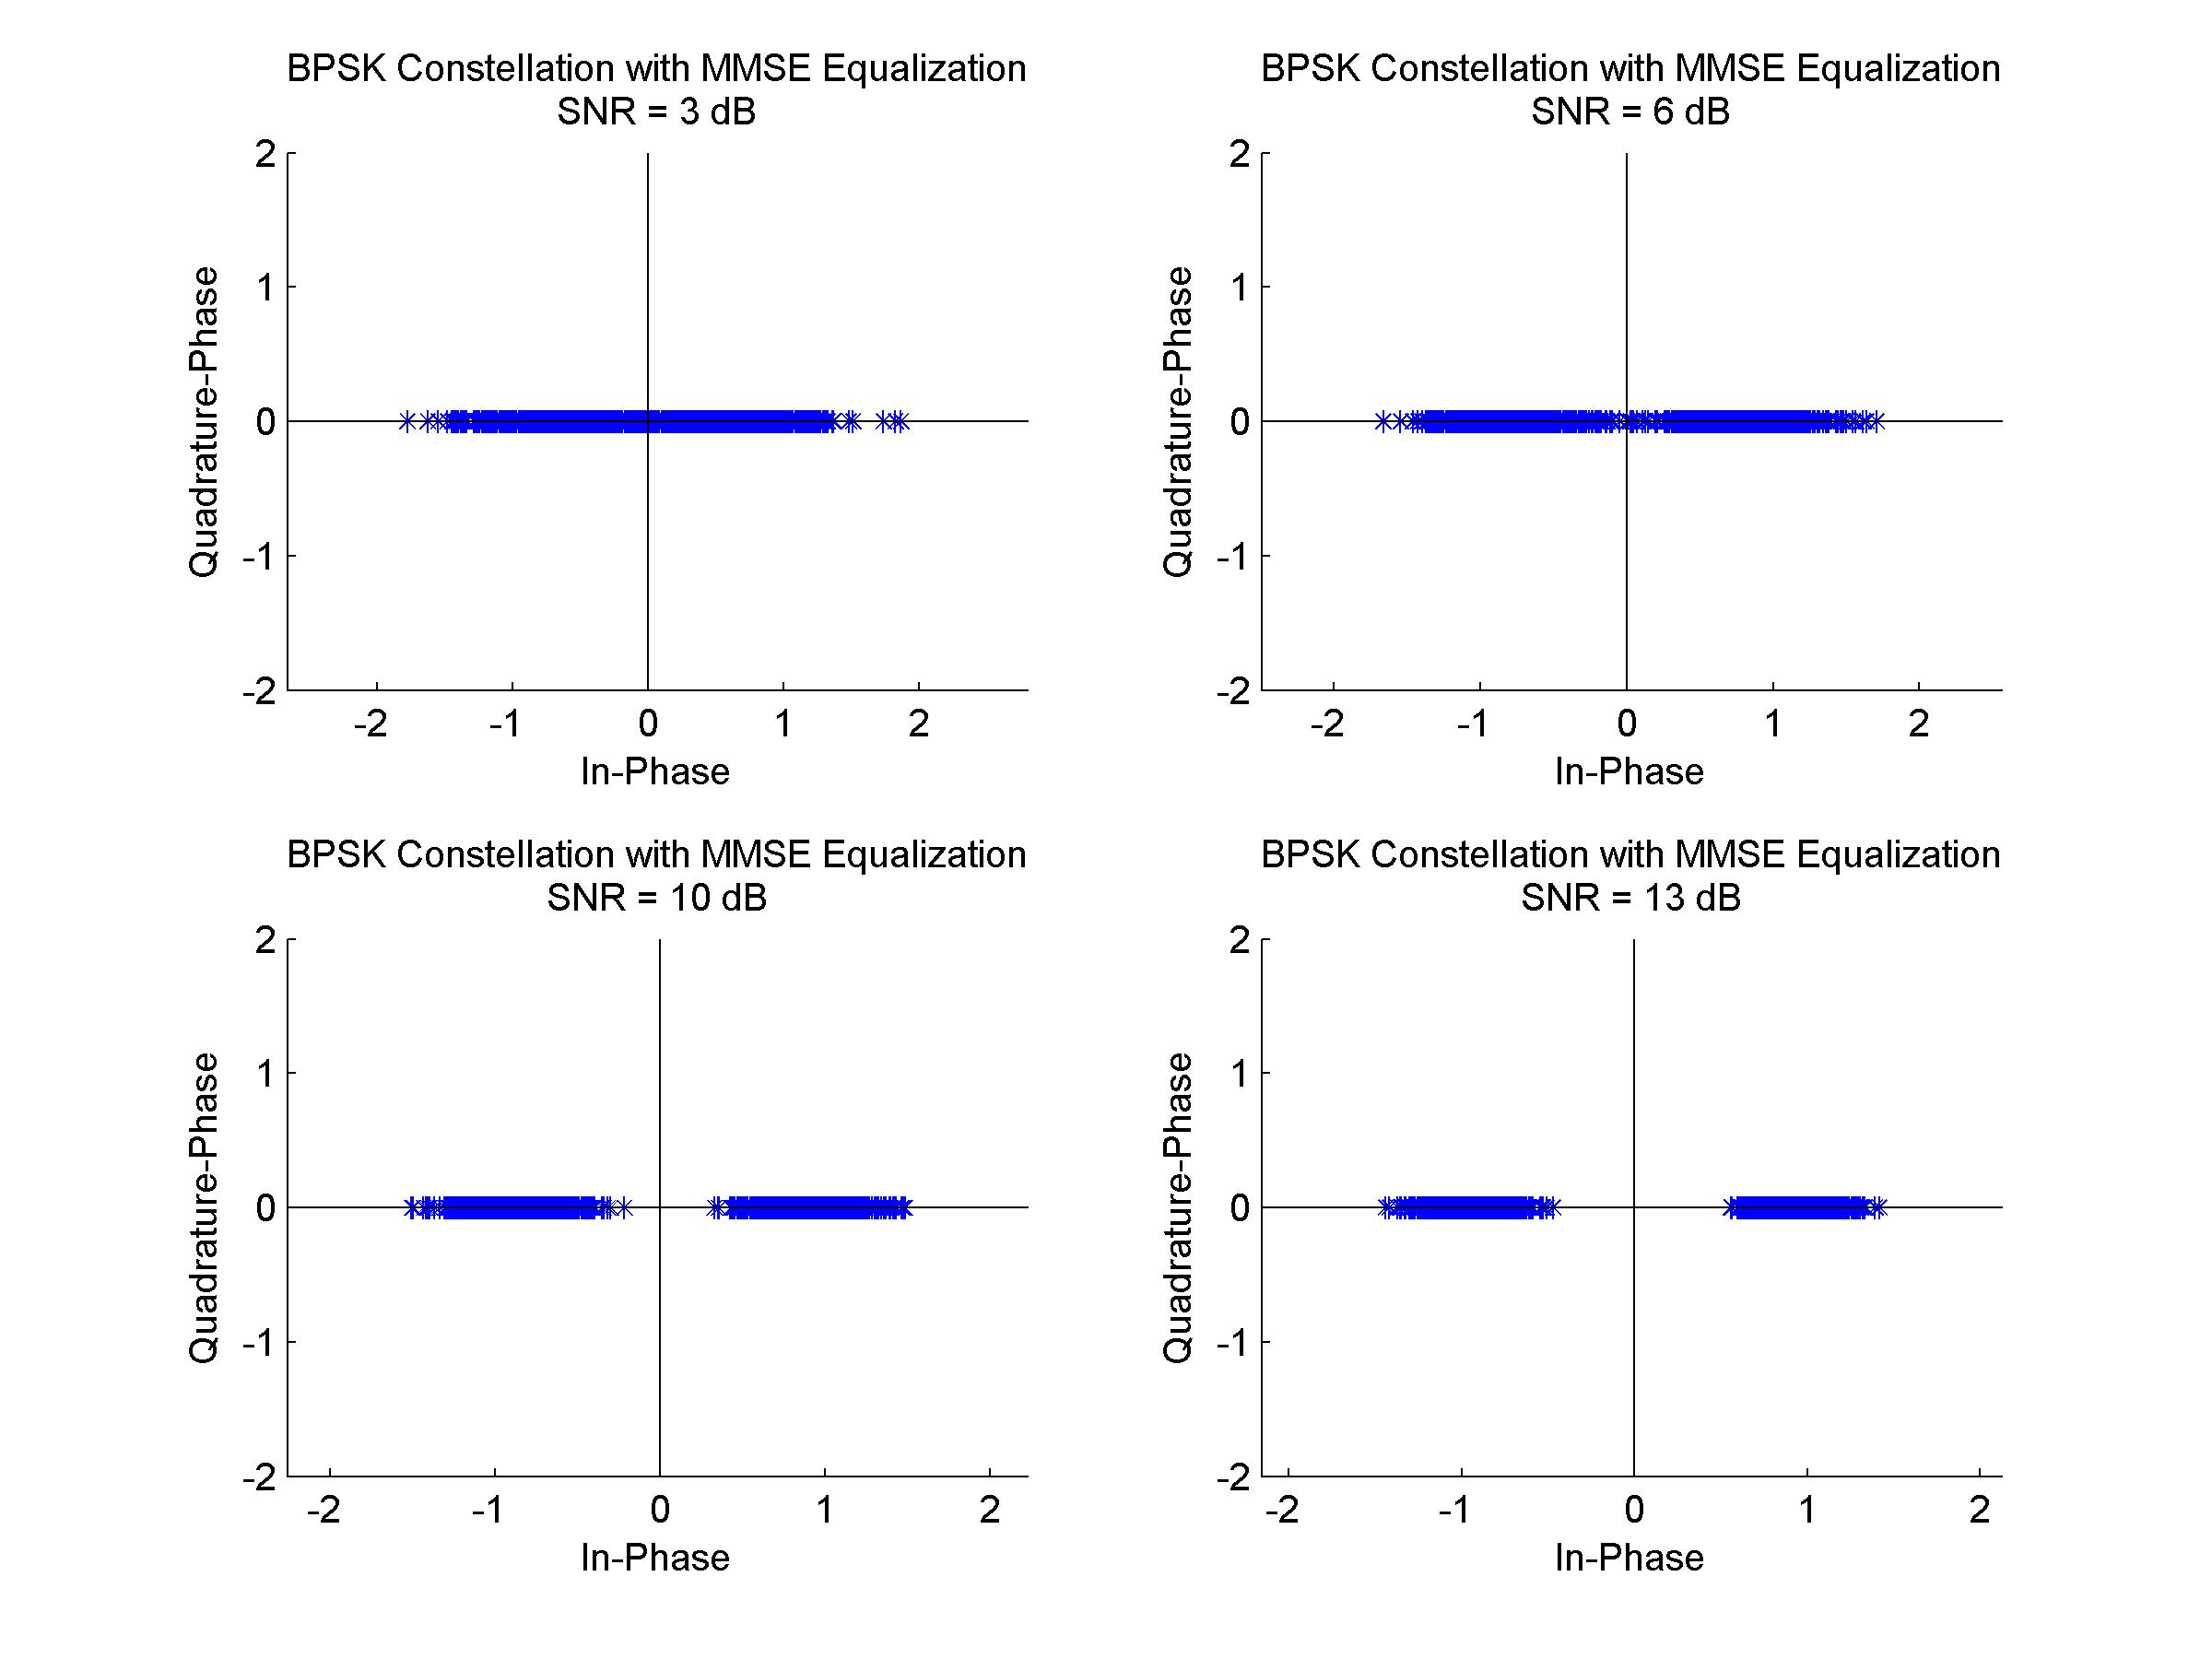 BPSK Constellation with MMSE Equalization
SNR = 3 dB
2
1
0
-1
-2
Quadrature-Phase
-2 -1 0 1 2
In-Phase
BPSK Constellation with MMSE Equalization
SNR = 6 dB
2
1
0
-1
-2
Quadrature-Phase
-2 -1 0 1 2
In-Phase
BPSK Constellation with MMSE Equalization
SNR = 10 dB
2
1
0
-1
-2
Quadrature-Phase
-2 -1 0 1 2
In-Phase
BPSK Constellation with MMSE Equalization
SNR = 13 dB
2
1
0
-1
-2
Quadrature-Phase
-2 -1 0 1 2
In-Phase